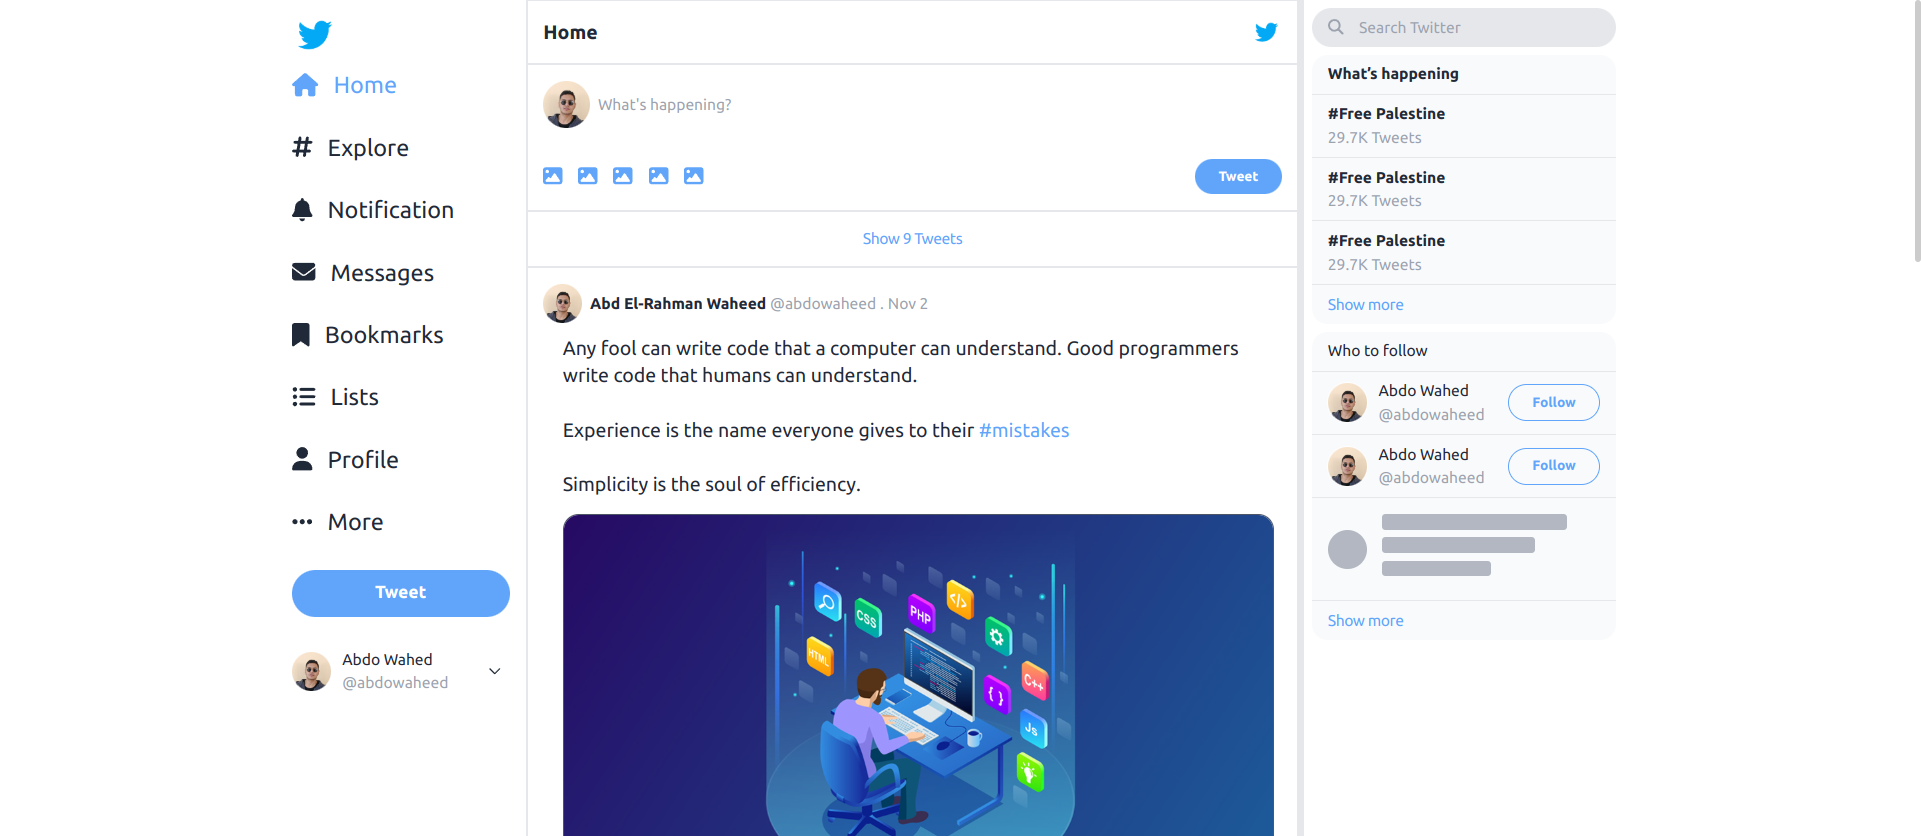 Home
Explore
Notification
Messages
Bookmarks
Lists
Profile
More
Tweet
Abdo Wahed
@abdowaheed
Home
What's happening?
Tweet
Show 9 Tweets
Abd El-Rahman Waheed @abdowaheed . Nov 2
Any fool can write code that a computer can understand. Good programmers
write code that humans can understand.
Experience is the name everyone gives to their #mistakes
Simplicity is the soul of efficiency.
CSS
PHP
</>
HTML
{ }
C++
Js
Search Twitter
What’s happening
#Free Palestine
29.7K Tweets
#Free Palestine
29.7K Tweets
#Free Palestine
29.7K Tweets
Show more
Who to follow
Abdo Wahed
@abdowaheed
Follow
Abdo Wahed
@abdowaheed
Follow
Show more